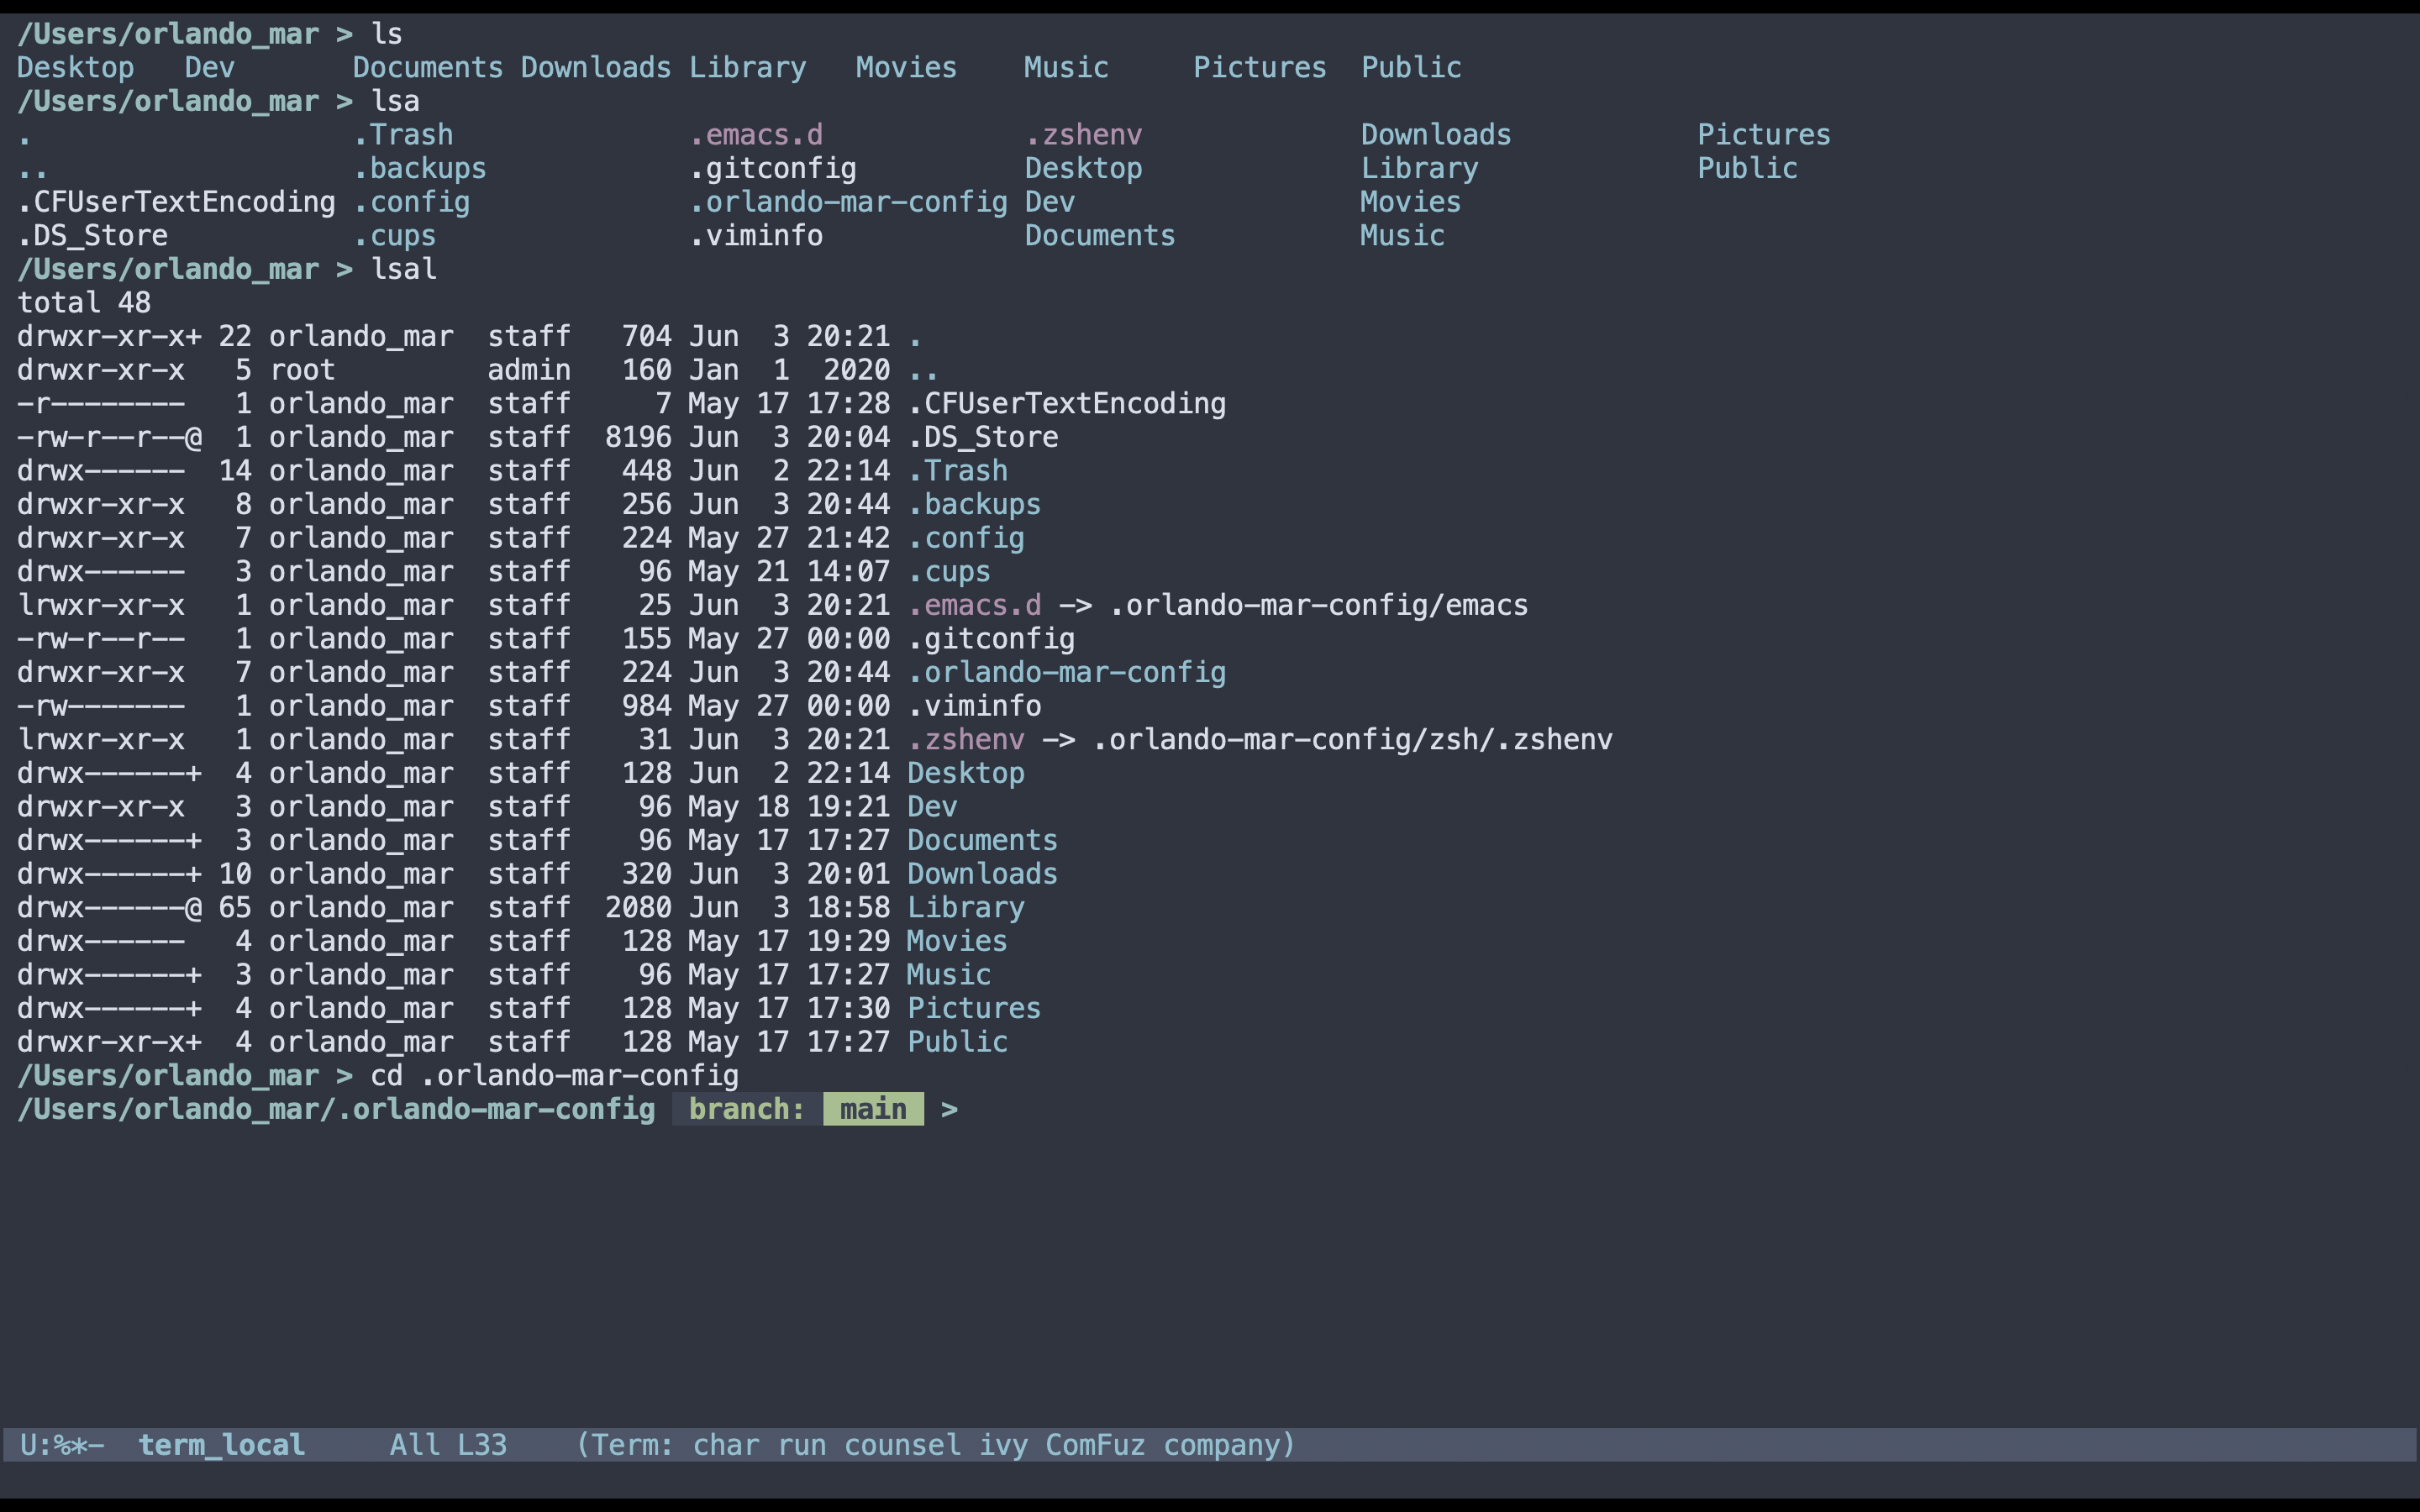 /Users/orlando_mar > ls
Desktop   Dev       Documents Downloads Library   Movies    Music     Pictures  Public
/Users/orlando_mar > lsa
.                   .Trash              .emacs.d            .zshenv             Downloads           Pictures
..                  .backups            .gitconfig          Desktop             Library             Public
.CFUserTextEncoding .config             .orlando-mar-config Dev                 Movies
.DS_Store           .cups               .viminfo            Documents           Music
/Users/orlando_mar > lsal
total 48
drwxr-xr-x+ 22 orlando_mar  staff   704 Jun  3 20:21 .
drwxr-xr-x   5 root         admin   160 Jan  1  2020 ..
-r--------   1 orlando_mar  staff     7 May 17 17:28 .CFUserTextEncoding
-rw-r--r--@  1 orlando_mar  staff  8196 Jun  3 20:04 .DS_Store
drwx------  14 orlando_mar  staff   448 Jun  2 22:14 .Trash
drwxr-xr-x   8 orlando_mar  staff   256 Jun  3 20:44 .backups
drwxr-xr-x   7 orlando_mar  staff   224 May 27 21:42 .config
drwx------   3 orlando_mar  staff    96 May 21 14:07 .cups
lrwxr-xr-x   1 orlando_mar  staff    25 Jun  3 20:21 .emacs.d -> .orlando-mar-config/emacs
-rw-r--r--   1 orlando_mar  staff   155 May 27 00:00 .gitconfig
drwxr-xr-x   7 orlando_mar  staff   224 Jun  3 20:44 .orlando-mar-config
-rw-------   1 orlando_mar  staff   984 May 27 00:00 .viminfo
lrwxr-xr-x   1 orlando_mar  staff    31 Jun  3 20:21 .zshenv -> .orlando-mar-config/zsh/.zshenv
drwx------+  4 orlando_mar  staff   128 Jun  2 22:14 Desktop
drwxr-xr-x   3 orlando_mar  staff    96 May 18 19:21 Dev
drwx------+  3 orlando_mar  staff    96 May 17 17:27 Documents
drwx------+ 10 orlando_mar  staff   320 Jun  3 20:01 Downloads
drwx------@ 65 orlando_mar  staff  2080 Jun  3 18:58 Library
drwx------   4 orlando_mar  staff   128 May 17 19:29 Movies
drwx------+  3 orlando_mar  staff    96 May 17 17:27 Music
drwx------+  4 orlando_mar  staff   128 May 17 17:30 Pictures
drwxr-xr-x+  4 orlando_mar  staff   128 May 17 17:27 Public
/Users/orlando_mar > cd .orlando-mar-config
/Users/orlando_mar/.orlando-mar-config  branch:  main  >
U:%*-  term_local     All L33    (Term: char run counsel ivy ComFuz company)